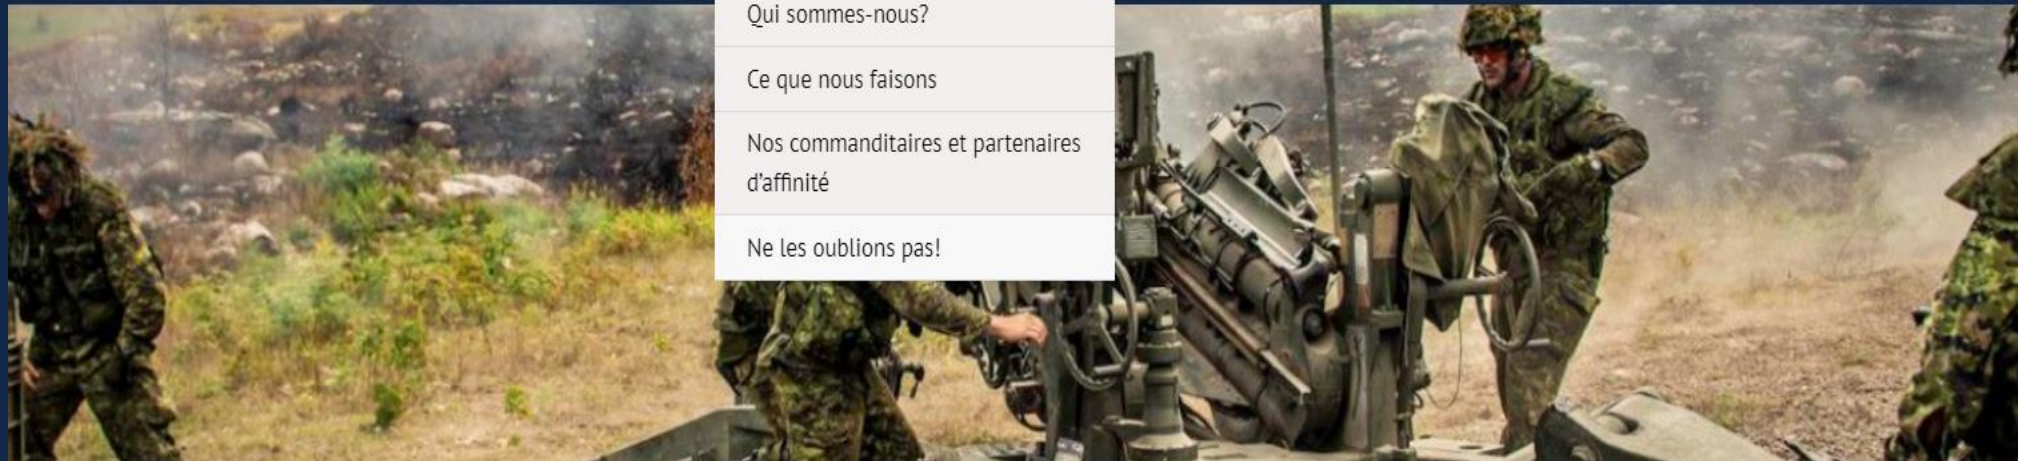 Qui sommes-nous?
Ce que nous faisons
Nos commanditaires et partenaires
d'affinité
Ne les oublions pas!